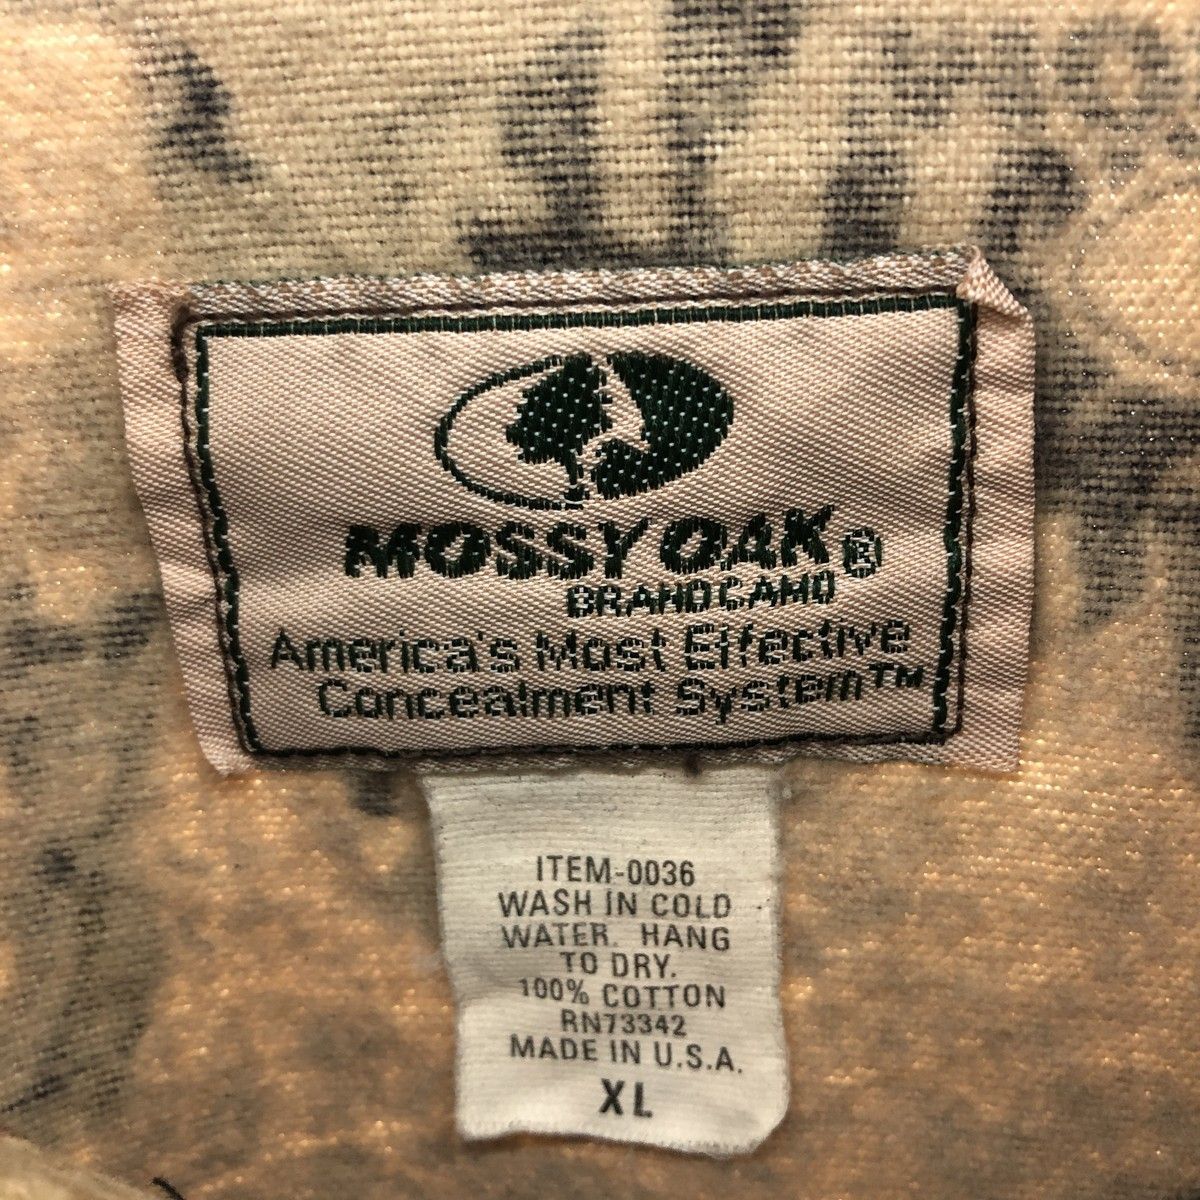 MOSSY OAK®
BRAND CAMO
America's Most Effective
Concealment System™
ITEM-0036
WASH IN COLD
WATER. HANG
TO DRY.
100% COTTON
RN73342
MADE IN U.S.A.
XL